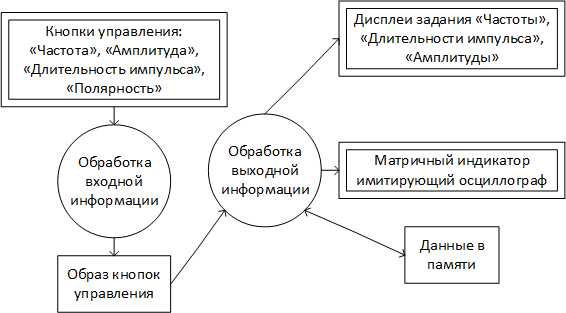 Кнопки управления:
«Частота», «Амплитуда»,
«Длительность импульса»,
«Полярность»
Дисплеи задания «Частоты»,
«Длительности импульса»,
«Амплитуды»
Обработка
входной
информации
Обработка
выходной
информации
Матричный индикатор
имитирующий осциллограф
Образ кнопок
управления
Данные в
памяти